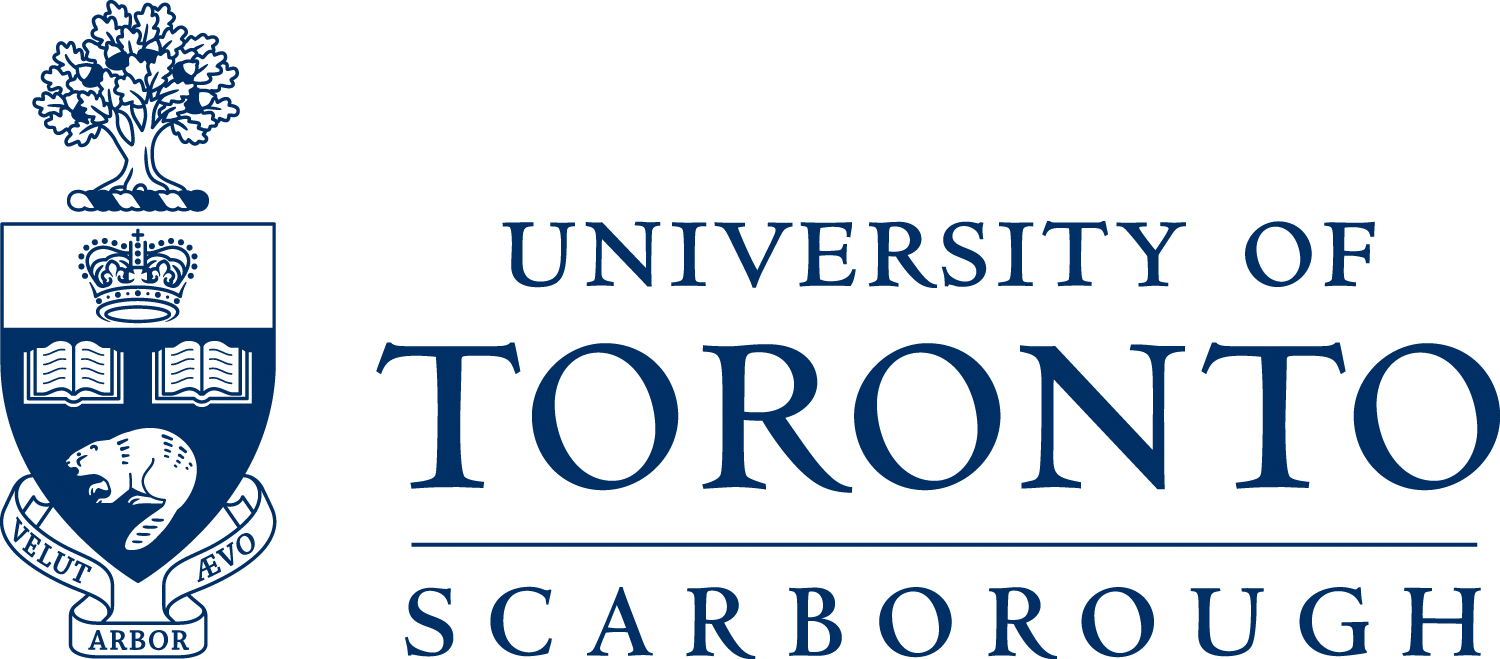 UNIVERSITY OF
TORONTO
SCARBOROUGH
VELUT ARBOR ÆVO